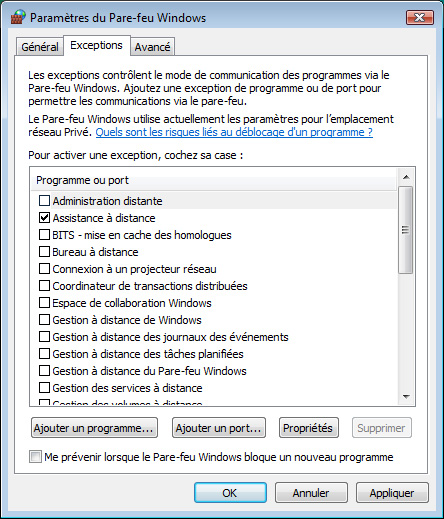 Paramètres du Pare-feu Windows
Général Exceptions Avancé
Les exceptions contrôlent le mode de communication des programmes via le
Pare-feu Windows. Ajoutez une exception de programme ou de port pour
permettre les communications via le pare-feu.
Le Pare-feu Windows utilise actuellement les paramètres pour l'emplacement
réseau Privé. Quels sont les risques liés au déblocage d'un programme ?
Pour activer une exception, cochez sa case :
Programme ou port
Administration distante
Assistance à distance
BITS - mise en cache des homologues
Bureau à distance
Connexion à un projecteur réseau
Coordinateur de transactions distribuées
Espace de collaboration Windows
Gestion à distance de Windows
Gestion à distance des journaux des événements
Gestion à distance des tâches planifiées
Gestion à distance du Pare-feu Windows
Gestion des services à distance
Gestion des volumes à distance
Ajouter un programme... Ajouter un port... Propriétés Supprimer
Me prévenir lorsque le Pare-feu Windows bloque un nouveau programme
OK Annuler Appliquer